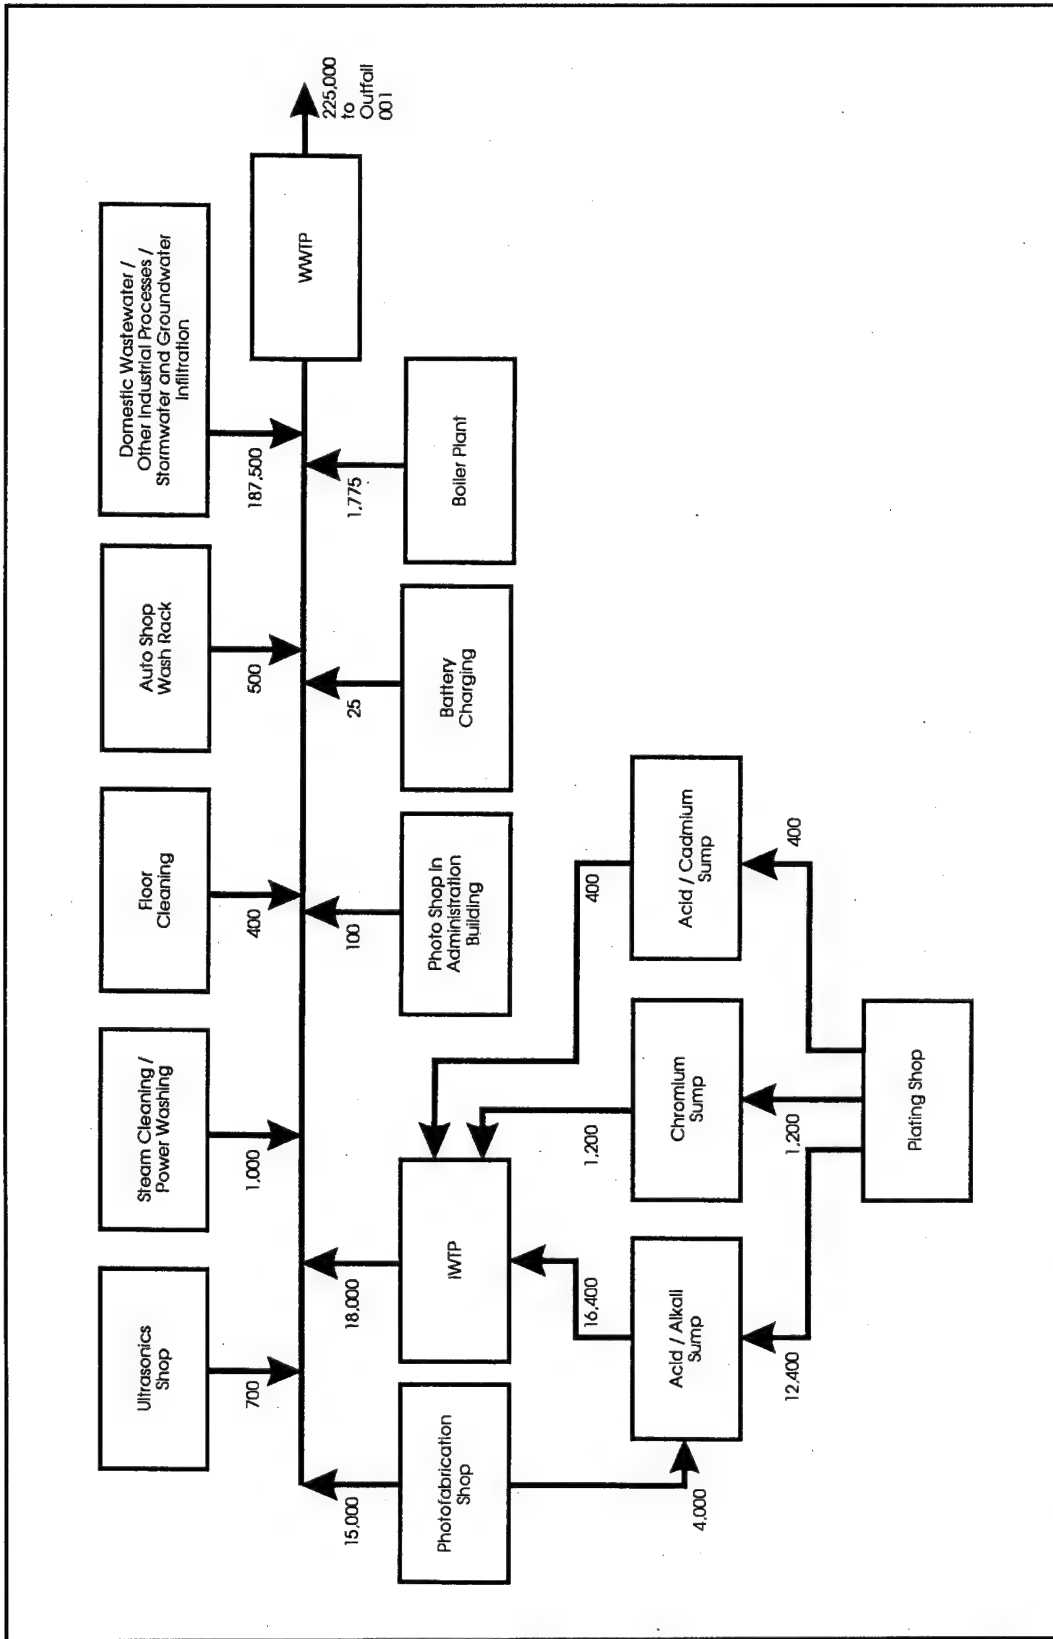 Ultrasonics
Shop
Steam Cleaning /
Power Washing
Floor
Cleaning
Auto Shop
Wash Rack
Domestic Wastewater /
Other Industrial Processes /
Stormwater and Groundwater
Infiltration
700
1,000
400
500
187,500
225,000
to
Outfall
001
WWTP
15,000
18,000
100
25
1,775
Photofabrication
Shop
IWTP
Photo Shop In
Administration
Building
Battery
Charging
Boiler Plant
16,400
1,200
400
4,000
Acid / Alkali
Sump
Chromium
Sump
Acid / Cadmium
Sump
12,400
1,200
400
Plating Shop